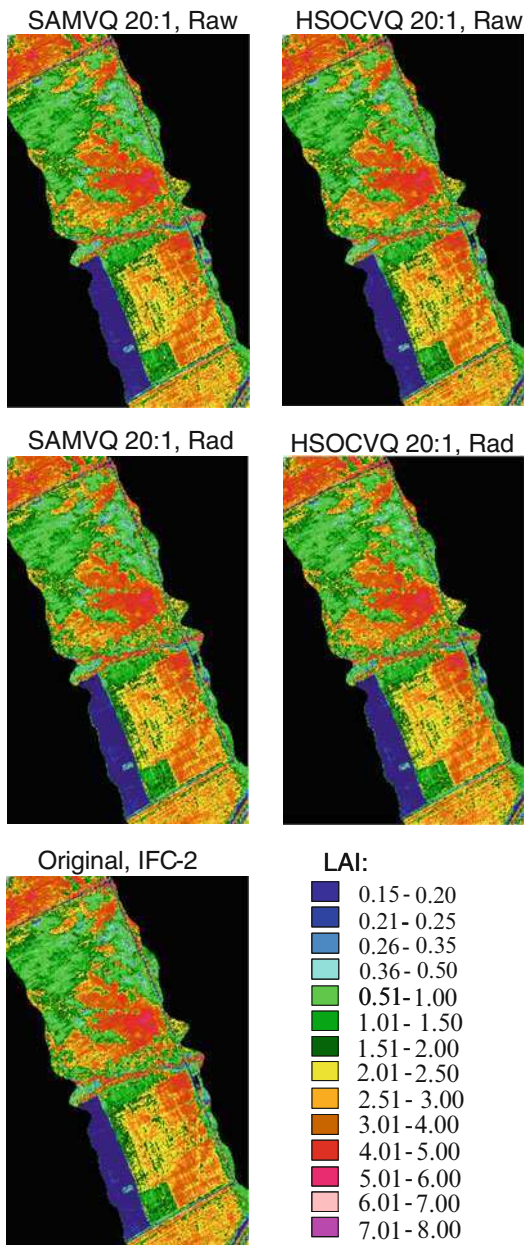 SAMVQ 20:1, Raw
HSOCVQ 20:1, Raw
SAMVQ 20:1, Rad
HSOCVQ 20:1, Rad
Original, IFC-2
LAI:
0.15 - 0.20
0.21 - 0.25
0.26 - 0.35
0.36 - 0.50
0.51 - 1.00
1.01 - 1.50
1.51 - 2.00
2.01 - 2.50
2.51 - 3.00
3.01 - 4.00
4.01 - 5.00
5.01 - 6.00
6.01 - 7.00
7.01 - 8.00